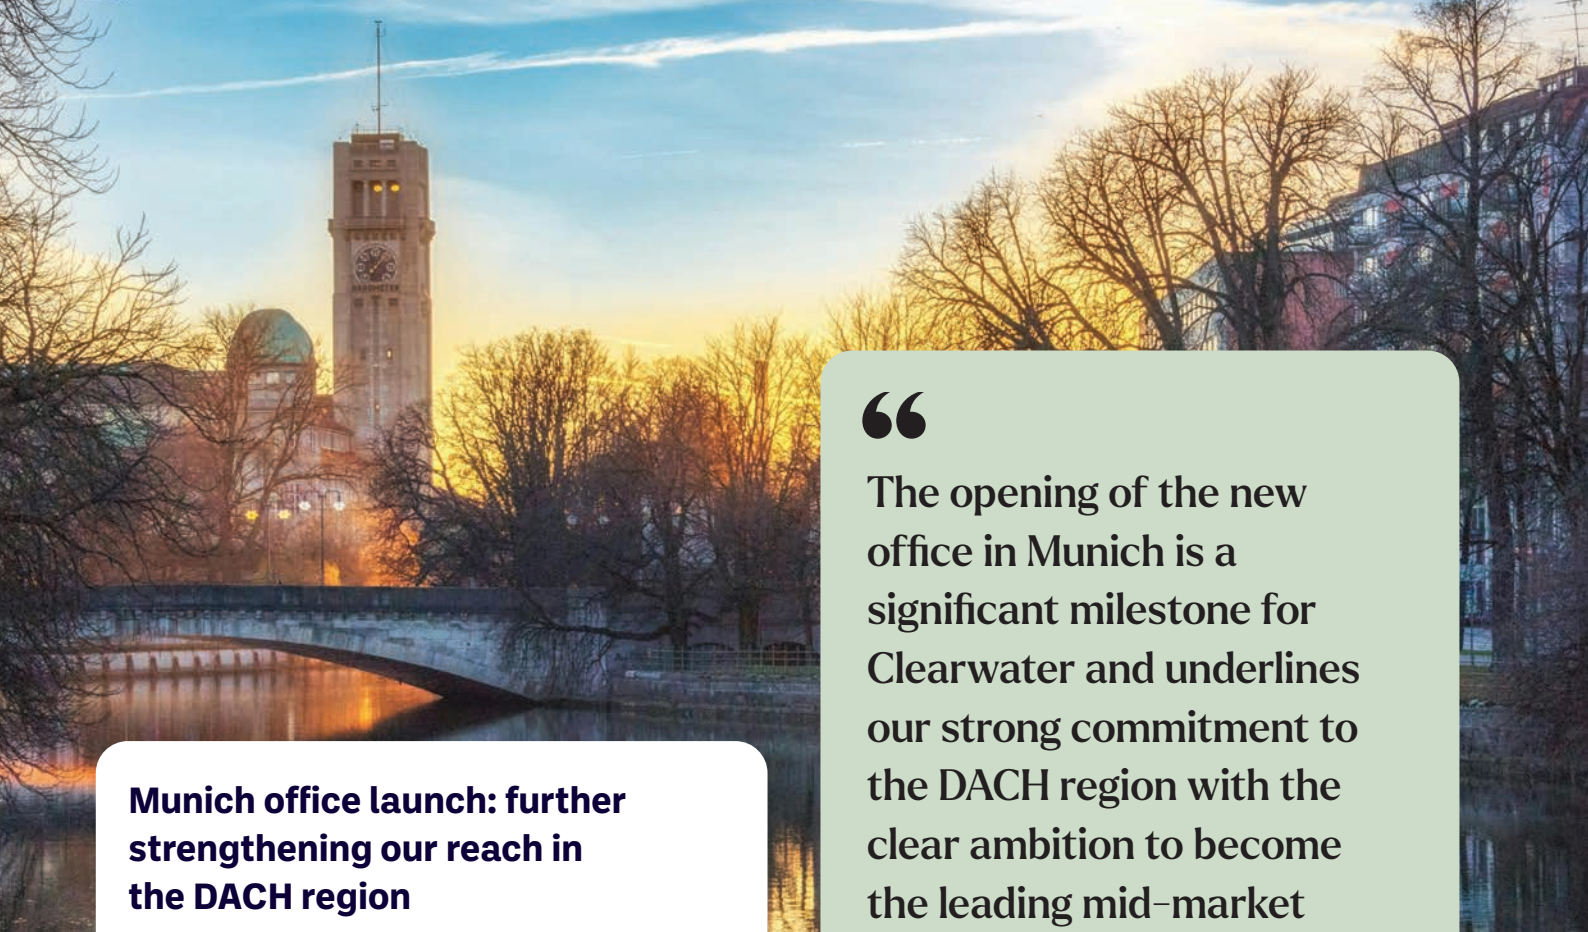 BAROMETER
Munich office launch: further
strengthening our reach in
the DACH region
“
The opening of the new
office in Munich is a
significant milestone for
Clearwater and underlines
our strong commitment to
the DACH region with the
clear ambition to become
the leading mid-market